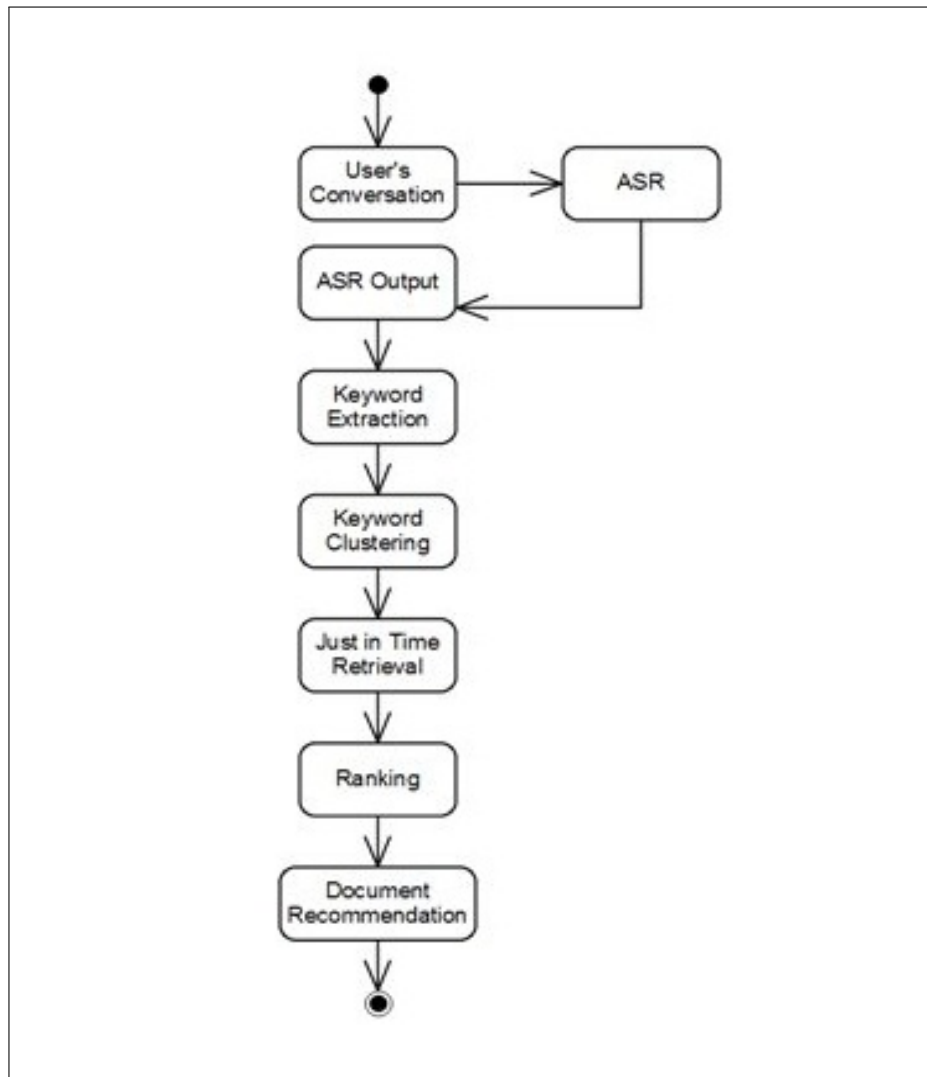 User's
Conversation
ASR
ASR Output
Keyword
Extraction
Keyword
Clustering
Just in Time
Retrieval
Ranking
Document
Recommendation